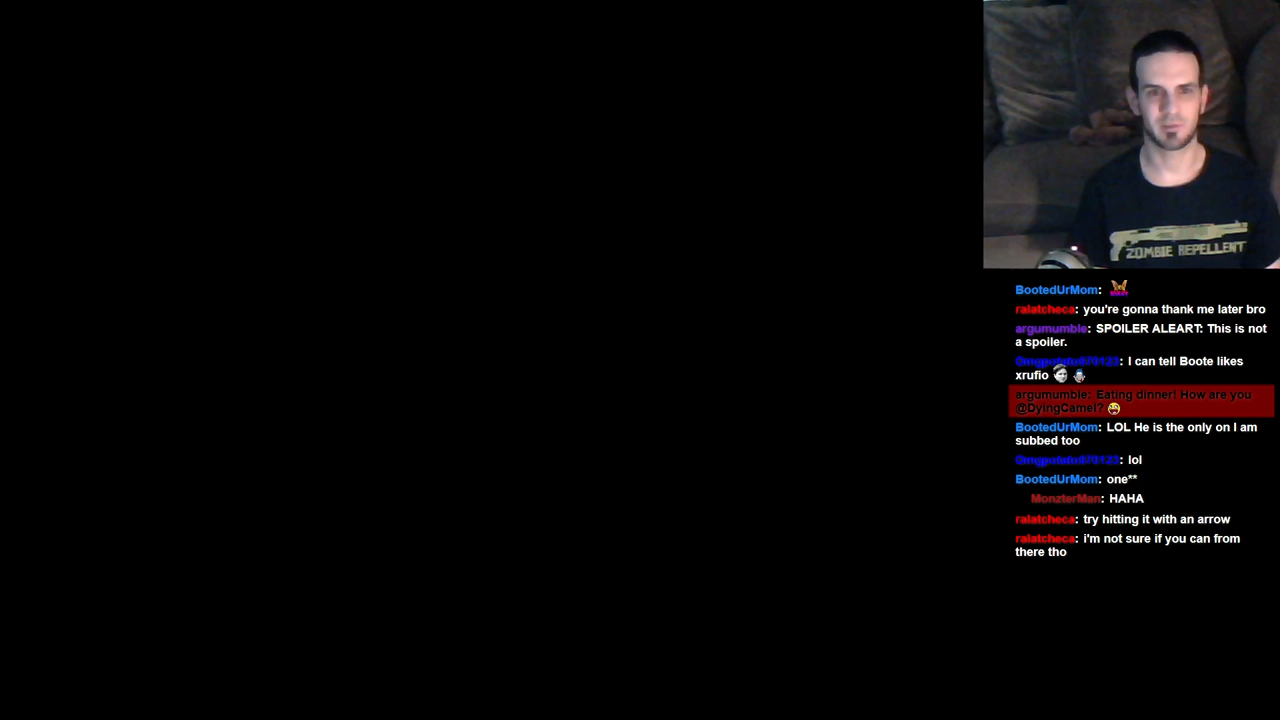 ZOMBIE REPELLENT
BootedUrMom:
ralatcheca: you're gonna thank me later bro
argumumble: SPOILER ALEART: This is not
a spoiler.
: I can tell Boote likes
xrufio
argumumble: Eating dinner! How are you
@DyingCamel?
BootedUrMom: LOL He is the only on I am
subbed too
: lol
BootedUrMom: one**
MonzterMan: HAHA
ralatcheca: try hitting it with an arrow
ralatcheca: i'm not sure if you can from
there tho